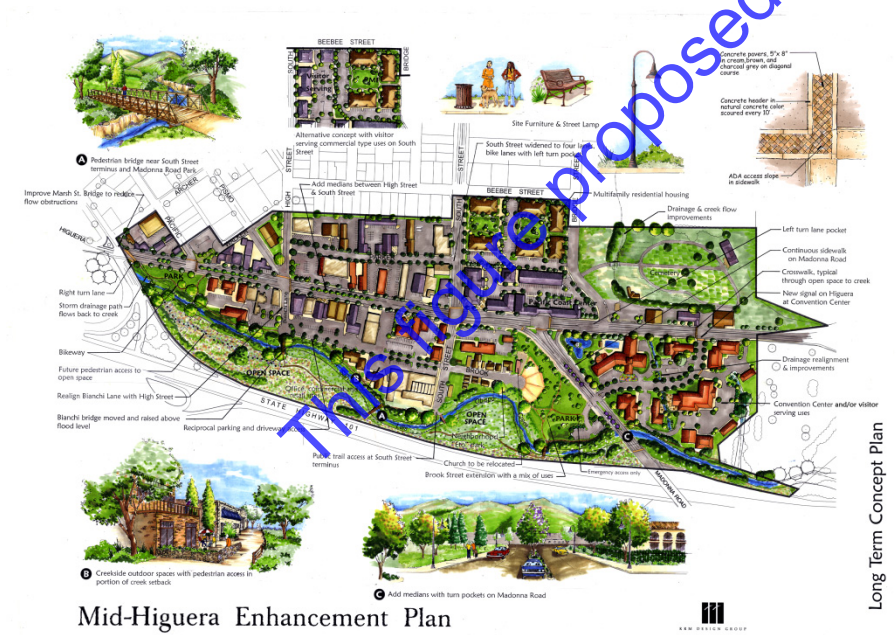 BEEBEE STREET
SOUTH
BRIDGE
Visitor
Serving
Alternative concept with visitor
serving commercial type uses on South
Street
Site Furniture & Street Lamp
Concrete pavers, 5"x 8"
in cream,brown, and
charcoal grey on diagonal
course
Concrete header in
natural concrete color
scoured every 10'
ADA access slope
in sidewalk
A Pedestrian bridge near South Street
terminus and Madonna Road Park
This figure proposed
South widened to four lanes,
bike lanes with left turn pocket
Improve Marsh St. Bridge to reduce
flow obstructions
ARCHER
PISMO
PACIFIC
HIGUERA
HIGH
STREET
STREET
Add medians between High Street
& South Street
BEEBEE STREET
SOUTH
Multifamily residential housing
Drainage & creek flow
improvements
Left turn lane pocket
Continuous sidewalk
on Madonna Road
Crosswalk, typical
through open space to creek
New signal on Higuera
at Convention Center
Cemetery
PARK
Right turn lane
Storm drainage path
flows back to creek
Bikeway
Future pedestrian access to
open space
Realign Bianchi Lane with High Street
Bianchi bridge moved and raised above
flood level
OPEN SPACE
B
A
STATE HIGHWAY 101
Reciprocal parking and driveway access
Public trail access at South Street
terminus
SOUTH STREET
BROOK
OPEN
SPACE
PARK
Neighborhood
Church to be relocated
Brook Street extension with a mix of uses
Emergency access only
C
MADONNA ROAD
Drainage realignment
& improvements
Convention Center and/or visitor
serving uses
B Creekside outdoor spaces with pedestrian access in
portion of creek setback
C Add medians with turn pockets on Madonna Road
Mid-Higuera Enhancement Plan
RRM DESIGN GROUP
Long Term Concept Plan